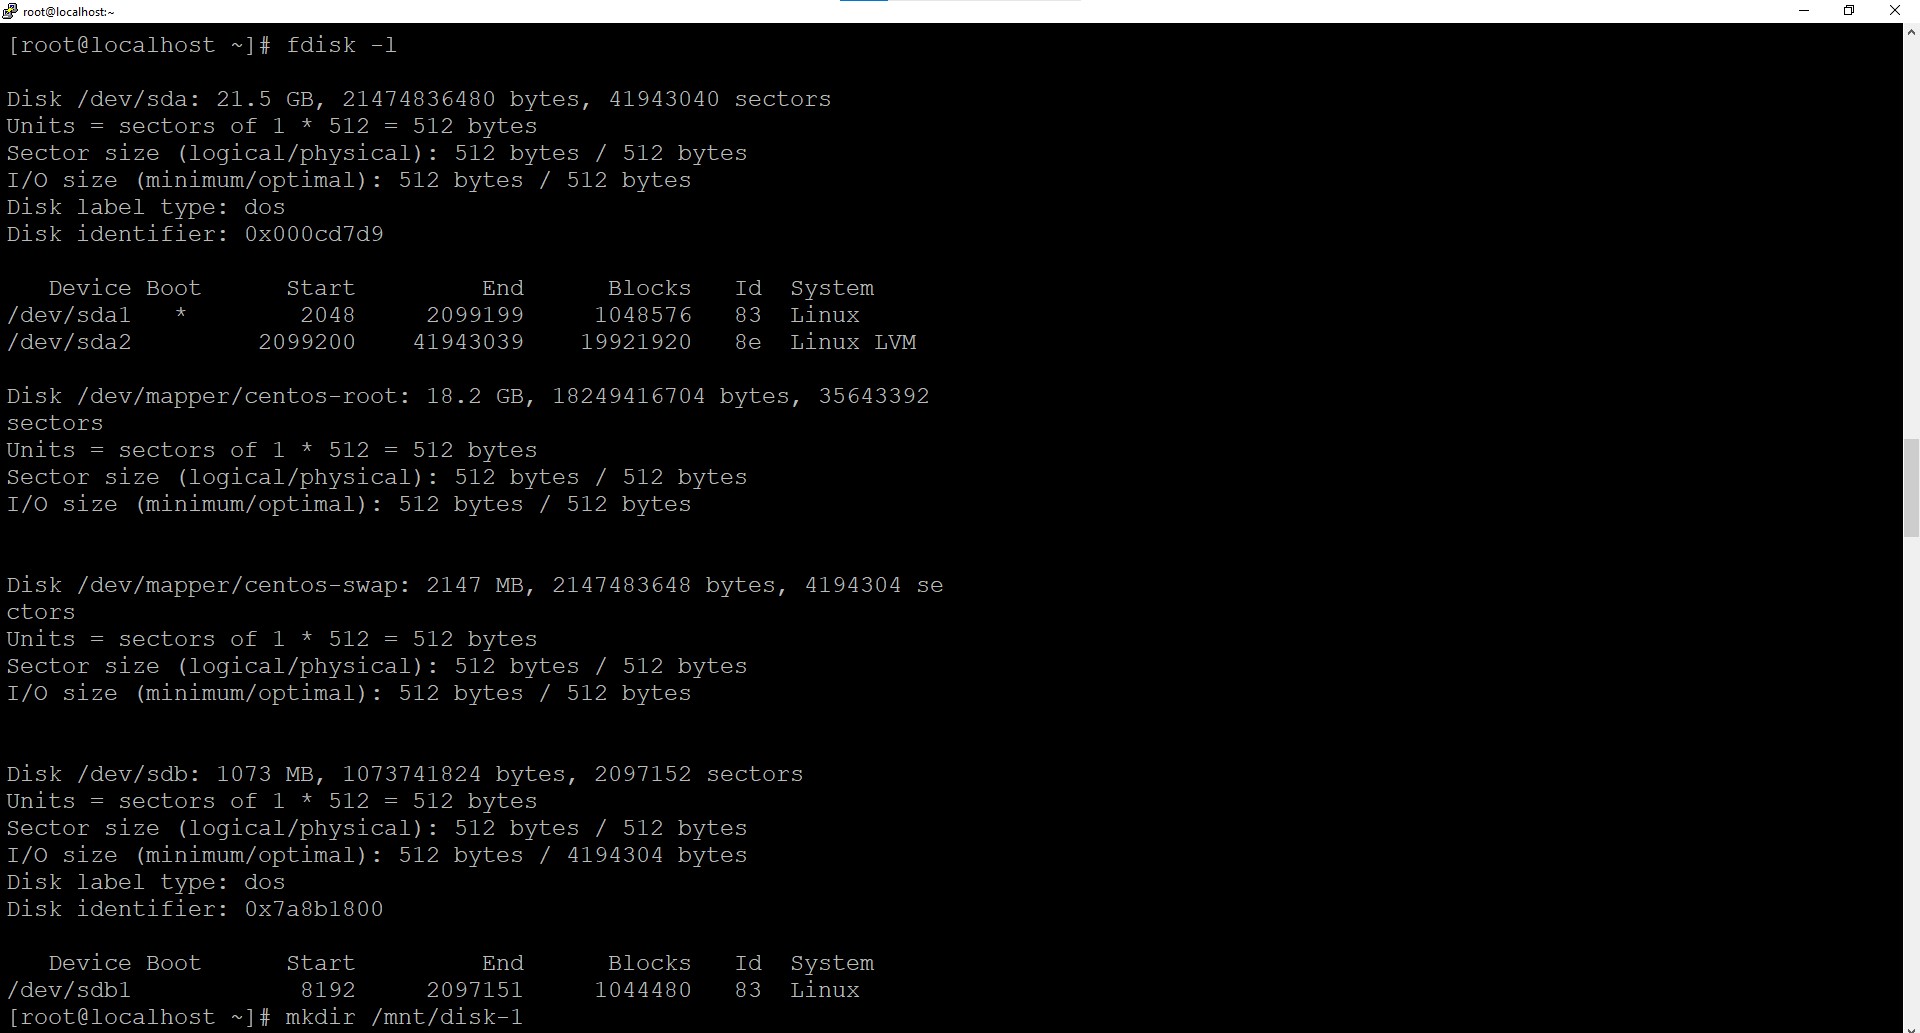 root@localhost:~
[root@localhost ~]# fdisk -l
Disk /dev/sda: 21.5 GB, 21474836480 bytes, 41943040 sectors
Units = sectors of 1 * 512 = 512 bytes
Sector size (logical/physical): 512 bytes / 512 bytes
I/O size (minimum/optimal): 512 bytes / 512 bytes
Disk label type: dos
Disk identifier: 0x000cd7d9
   Device Boot      Start         End      Blocks   Id  System
/dev/sda1   *        2048     2099199     1048576   83  Linux
/dev/sda2         2099200    41943039    19921920   8e  Linux LVM
Disk /dev/mapper/centos-root: 18.2 GB, 18249416704 bytes, 35643392
sectors
Units = sectors of 1 * 512 = 512 bytes
Sector size (logical/physical): 512 bytes / 512 bytes
I/O size (minimum/optimal): 512 bytes / 512 bytes
Disk /dev/mapper/centos-swap: 2147 MB, 2147483648 bytes, 4194304 se
ctors
Units = sectors of 1 * 512 = 512 bytes
Sector size (logical/physical): 512 bytes / 512 bytes
I/O size (minimum/optimal): 512 bytes / 512 bytes
Disk /dev/sdb: 1073 MB, 1073741824 bytes, 2097152 sectors
Units = sectors of 1 * 512 = 512 bytes
Sector size (logical/physical): 512 bytes / 512 bytes
I/O size (minimum/optimal): 512 bytes / 4194304 bytes
Disk label type: dos
Disk identifier: 0x7a8b1800
   Device Boot      Start         End      Blocks   Id  System
/dev/sdb1            8192     2097151     1044480   83  Linux
[root@localhost ~]# mkdir /mnt/disk-1